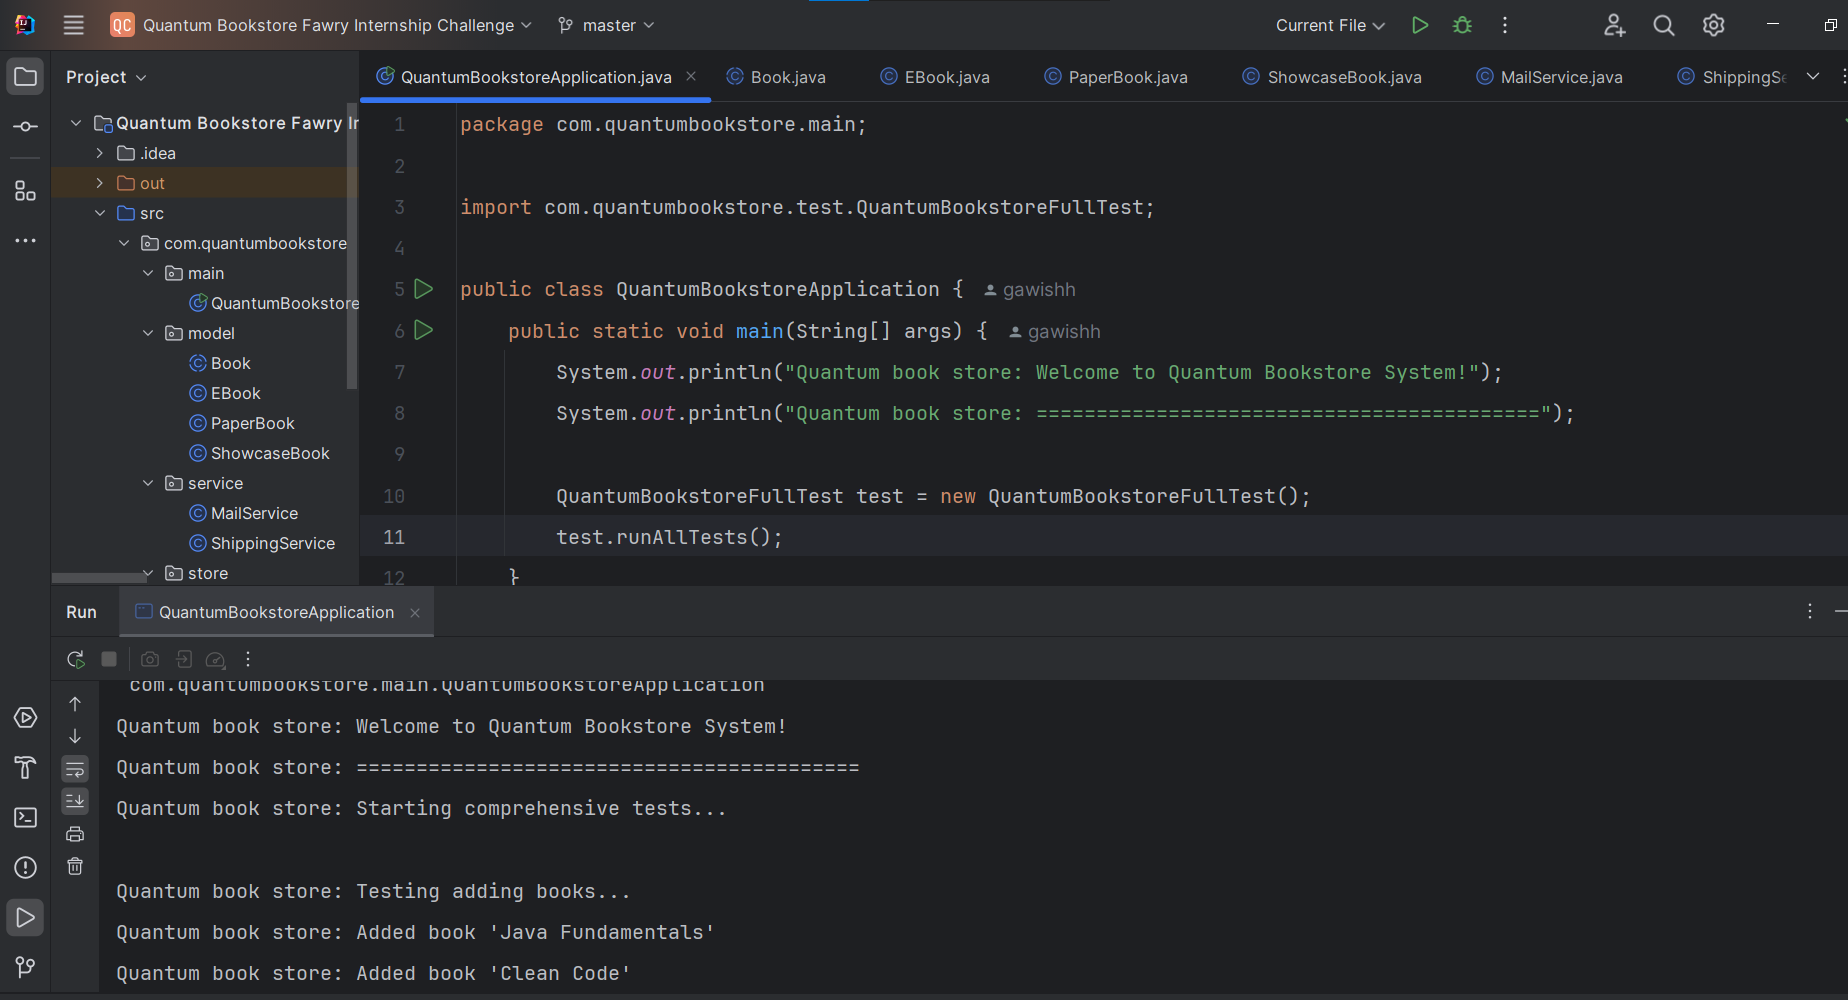 QC Quantum Bookstore Fawry Internship Challenge master Current File
Project
QuantumBookstoreApplication.java Book.java EBook.java PaperBook.java ShowcaseBook.java MailService.java ShippingSe
Quantum Bookstore Fawry Ir
.idea
out
src
com.quantumbookstore
main
QuantumBookstore
model
Book
EBook
PaperBook
ShowcaseBook
service
MailService
ShippingService
store
1 package com.quantumbookstore.main;
2
3 import com.quantumbookstore.test.QuantumBookstoreFullTest;
4
5 public class QuantumBookstoreApplication { gawishh
6 public static void main(String[] args) { gawishh
7 System.out.println("Quantum book store: Welcome to Quantum Bookstore System!");
8 System.out.println("Quantum book store: ==========================================");
9
10 QuantumBookstoreFullTest test = new QuantumBookstoreFullTest();
11 test.runAllTests();
12 }
Run QuantumBookstoreApplication
com.quantumbookstore.main.QuantumBookstoreApplication
Quantum book store: Welcome to Quantum Bookstore System!
Quantum book store: ==========================================
Quantum book store: Starting comprehensive tests...
Quantum book store: Testing adding books...
Quantum book store: Added book 'Java Fundamentals'
Quantum book store: Added book 'Clean Code'